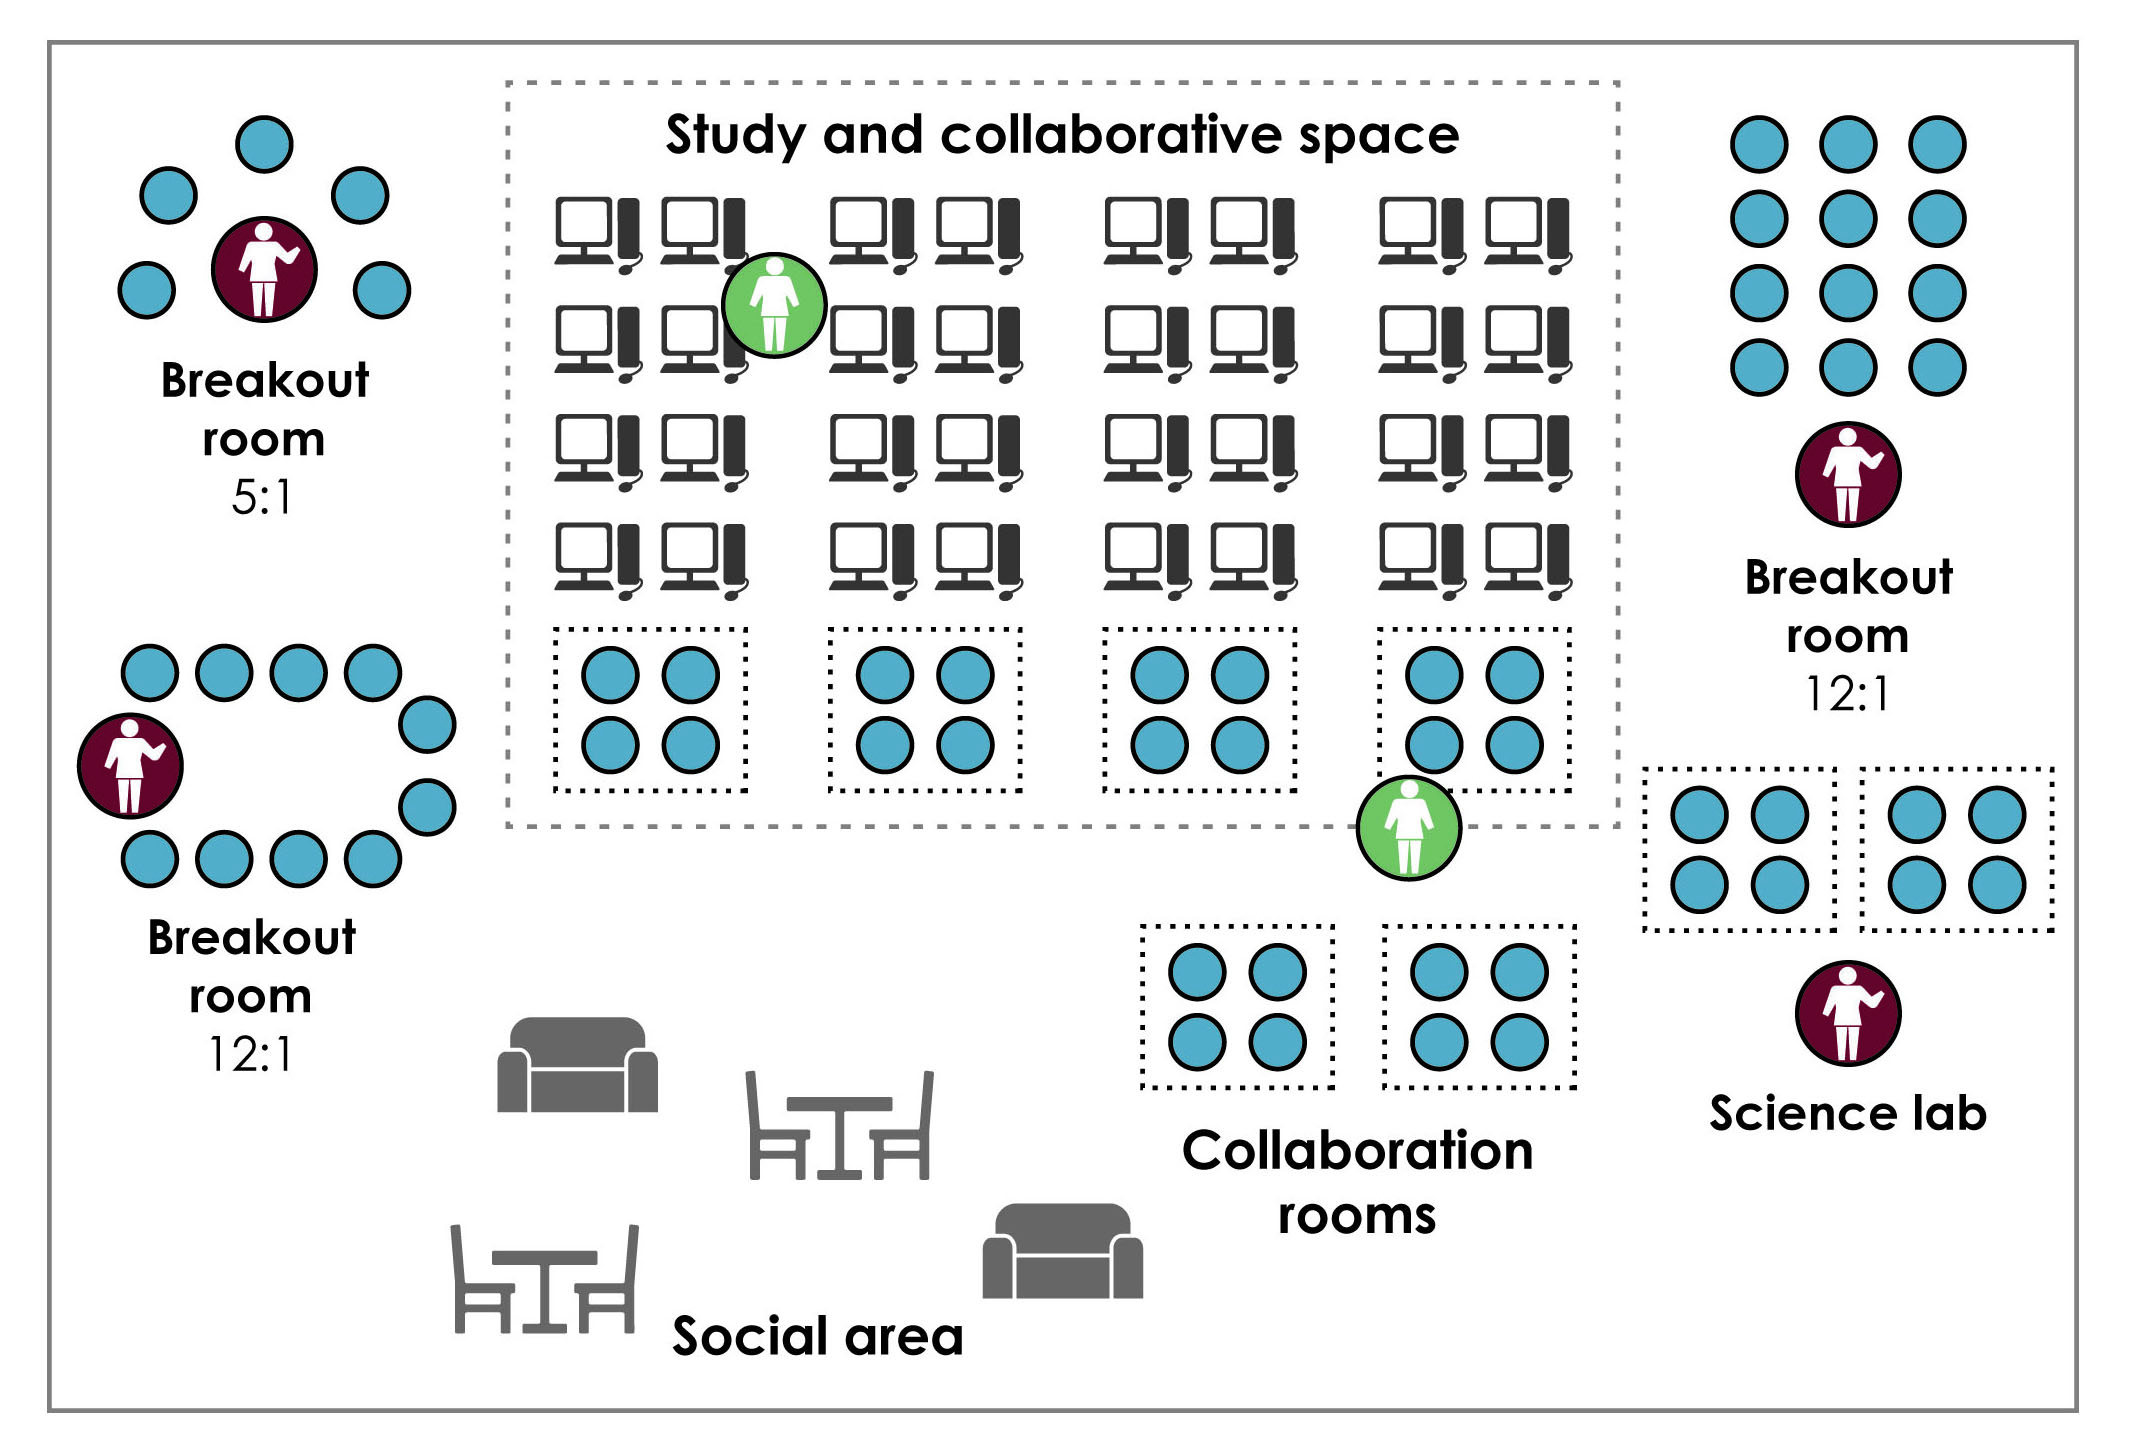 Study and collaborative space
Breakout
room
5:1
Breakout
room
12:1
Breakout
room
12:1
Science lab
Collaboration
rooms
Social area